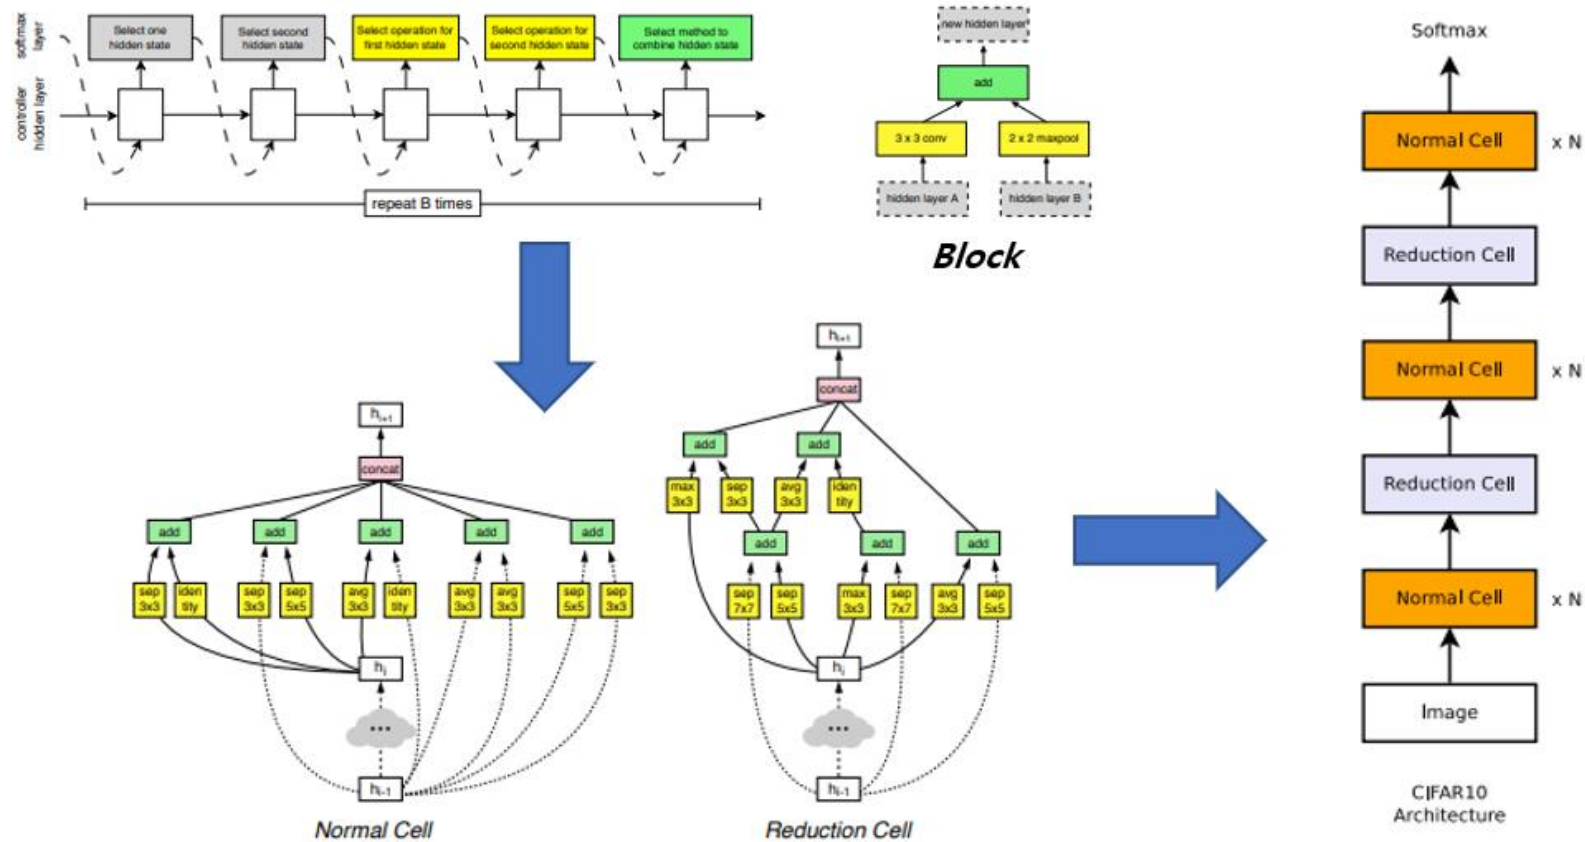 softmax
layer
controller
hidden layer
Select one
hidden state
Select second
hidden state
Select operation for
first hidden state
Select operation for
second hidden state
Select method to
combine hidden state
repeat B times
new hidden layer
add
3 x 3 conv
2 x 2 maxpool
hidden layer A
hidden layer B
Block
hi+1
concat
add
add
add
add
add
sep
3x3
iden
tity
sep
3x3
sep
5x5
avg
3x3
iden
tity
avg
3x3
avg
3x3
sep
5x5
sep
3x3
hi
...
hi-1
Normal Cell
hi+1
concat
add
add
max
3x3
sep
3x3
avg
3x3
iden
tity
add
add
add
sep
7x7
sep
5x5
max
3x3
sep
7x7
avg
3x3
sep
5x5
hi
...
hi-1
Reduction Cell
Softmax
Normal Cell x N
Reduction Cell
Normal Cell x N
Reduction Cell
Normal Cell x N
Image
CIFAR10
Architecture